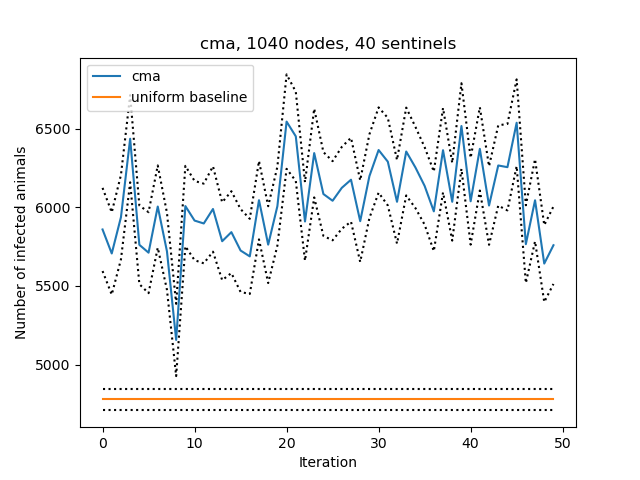 cma, 1040 nodes, 40 sentinels
cma
uniform baseline
Number of infected animals
6500
6000
5500
5000
0 10 20 30 40 50
Iteration